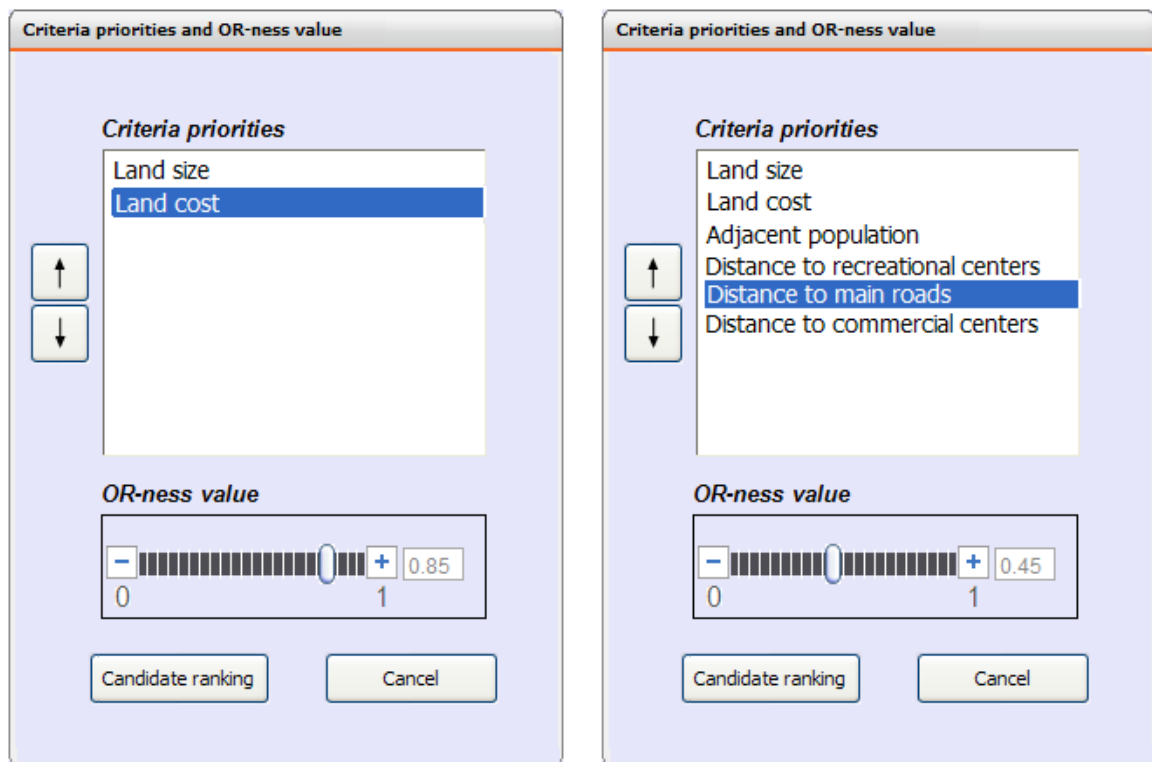 Criteria priorities and OR-ness value
Criteria priorities
Land size
Land cost
↑
↓
OR-ness value
− + 0.85
0 1
Candidate ranking Cancel
Criteria priorities and OR-ness value
Criteria priorities
Land size
Land cost
Adjacent population
Distance to recreational centers
Distance to main roads
Distance to commercial centers
↑
↓
OR-ness value
− + 0.45
0 1
Candidate ranking Cancel